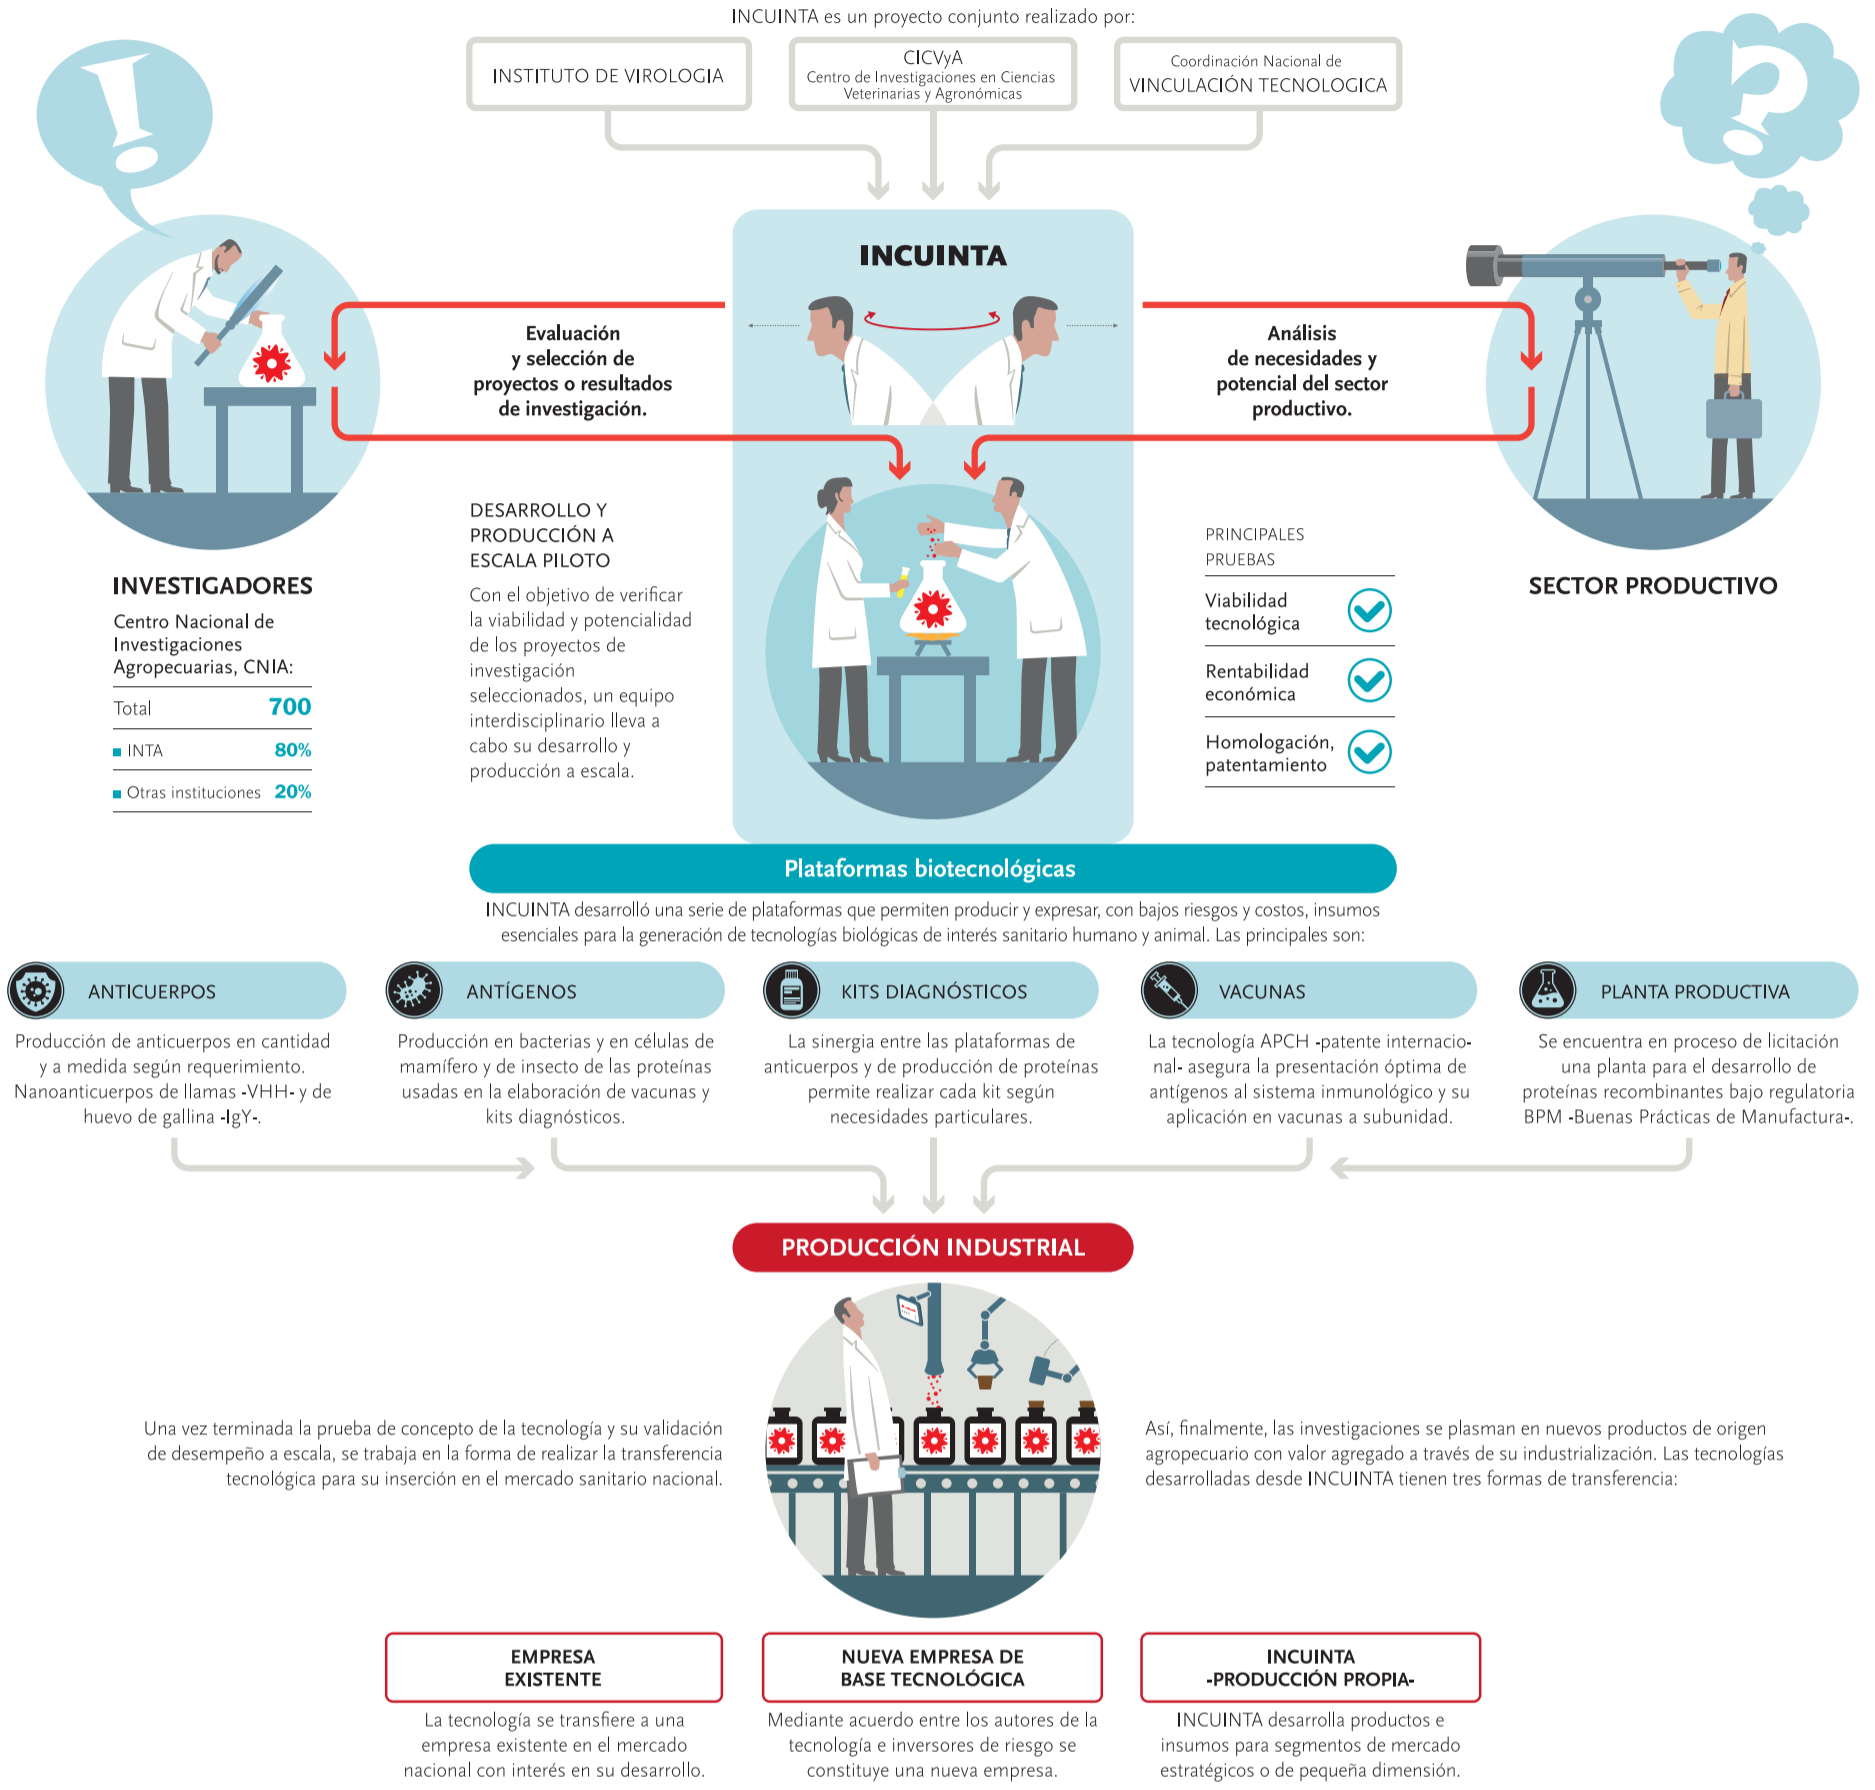 INCUINTA es un proyecto conjunto realizado por:
INSTITUTO DE VIROLOGIA
CICVyA
Centro de Investigaciones en Ciencias
Veterinarias y Agronómicas
Coordinación Nacional de
VINCULACIÓN TECNOLOGICA
!
?
INCUINTA
Evaluación
y selección de
proyectos o resultados
de investigación.
Análisis
de necesidades y
potencial del sector
productivo.
INVESTIGADORES
Centro Nacional de
Investigaciones
Agropecuarias, CNIA:
Total 700
INTA 80%
Otras instituciones 20%
DESARROLLO Y
PRODUCCIÓN A
ESCALA PILOTO
Con el objetivo de verificar
la viabilidad y potencialidad
de los proyectos de
investigación
seleccionados, un equipo
interdisciplinario lleva a
cabo su desarrollo y
producción a escala.
PRINCIPALES
PRUEBAS
Viabilidad
tecnológica
Rentabilidad
económica
Homologación,
patentamiento
SECTOR PRODUCTIVO
Plataformas biotecnológicas
INCUINTA desarrolló una serie de plataformas que permiten producir y expresar, con bajos riesgos y costos, insumos
esenciales para la generación de tecnologías biológicas de interés sanitario humano y animal. Las principales son:
ANTICUERPOS
Producción de anticuerpos en cantidad
y a medida según requerimiento.
Nanoanticuerpos de llamas -VHH- y de
huevo de gallina -IgY-.
ANTÍGENOS
Producción en bacterias y en células de
mamífero y de insecto de las proteínas
usadas en la elaboración de vacunas y
kits diagnósticos.
KITS DIAGNÓSTICOS
La sinergia entre las plataformas de
anticuerpos y de producción de proteínas
permite realizar cada kit según
necesidades particulares.
VACUNAS
La tecnología APCH -patente internacio-
nal- asegura la presentación óptima de
antígenos al sistema inmunológico y su
aplicación en vacunas a subunidad.
PLANTA PRODUCTIVA
Se encuentra en proceso de licitación
una planta para el desarrollo de
proteínas recombinantes bajo regulatoria
BPM -Buenas Prácticas de Manufactura-.
PRODUCCIÓN INDUSTRIAL
Una vez terminada la prueba de concepto de la tecnología y su validación
de desempeño a escala, se trabaja en la forma de realizar la transferencia
tecnológica para su inserción en el mercado sanitario nacional.
Así, finalmente, las investigaciones se plasman en nuevos productos de origen
agropecuario con valor agregado a través de su industrialización. Las tecnologías
desarrolladas desde INCUINTA tienen tres formas de transferencia:
EMPRESA
EXISTENTE
La tecnología se transfiere a una
empresa existente en el mercado
nacional con interés en su desarrollo.
NUEVA EMPRESA DE
BASE TECNOLÓGICA
Mediante acuerdo entre los autores de la
tecnología e inversores de riesgo se
constituye una nueva empresa.
INCUINTA
-PRODUCCIÓN PROPIA-
INCUINTA desarrolla productos e
insumos para segmentos de mercado
estratégicos o de pequeña dimensión.